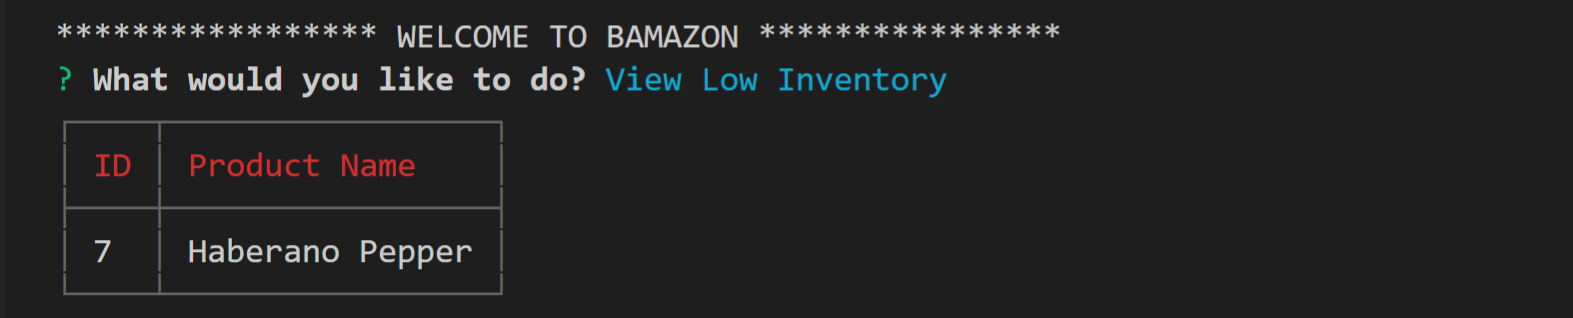 ***************** WELCOME TO BAMAZON ****************
? What would you like to do? View Low Inventory
ID Product Name
7 Haberano Pepper